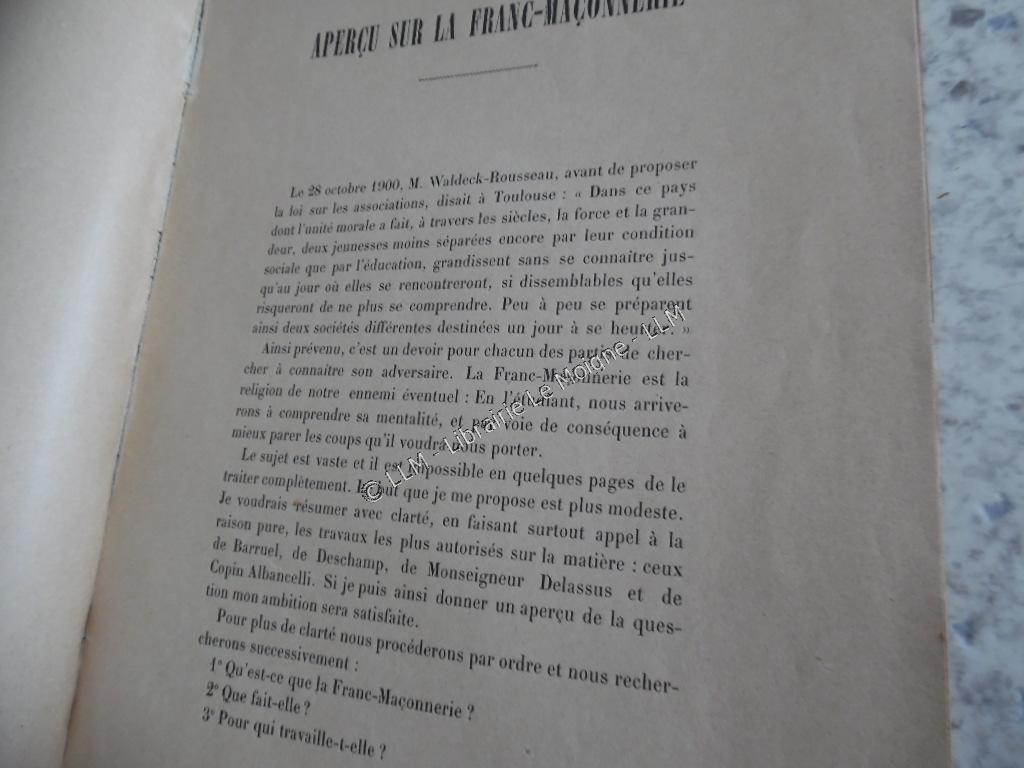 APERÇU SUR LA FRANC-MAÇONNERIE
Le 28 octobre 1900, M. Waldeck-Rousseau, avant de proposer
la loi sur les associations, disait à Toulouse : « Dans ce pays
dont l'unité morale a fait, à travers les siècles, la force et la gran-
deur, deux jeunesses moins séparées encore par leur condition
sociale que par l'éducation, grandissent sans se connaitre jus-
qu'au jour où elles se rencontreront, si dissemblables qu'elles
risqueront de ne plus se comprendre. Peu à peu se préparent
ainsi deux sociétés différentes destinées un jour à se heurter. »
Ainsi prévenu, c'est un devoir pour chacun des partis de cher-
cher à connaitre son adversaire. La Franc-Maçonnerie est la
religion de notre ennemi éventuel : En l'étudiant, nous arrive-
rons à comprendre sa mentalité, et par voie de conséquence à
mieux parer les coups qu'il voudra nous porter.
Le sujet est vaste et il est impossible en quelques pages de le
traiter complètement. Le but que je me propose est plus modeste.
Je voudrais résumer avec clarté, en faisant surtout appel à la
raison pure, les travaux les plus autorisés sur la matière : ceux
de Barruel, de Deschamp, de Monseigneur Delassus et de
Copin Albancelli. Si je puis ainsi donner un aperçu de la ques-
tion mon ambition sera satisfaite.
Pour plus de clarté nous procéderons par ordre et nous recher-
cherons successivement :
1° Qu'est-ce que la Franc-Maçonnerie ?
2° Que fait-elle ?
3° Pour qui travaille-t-elle ?
© LLM - Librairie Le Moigne - LLM